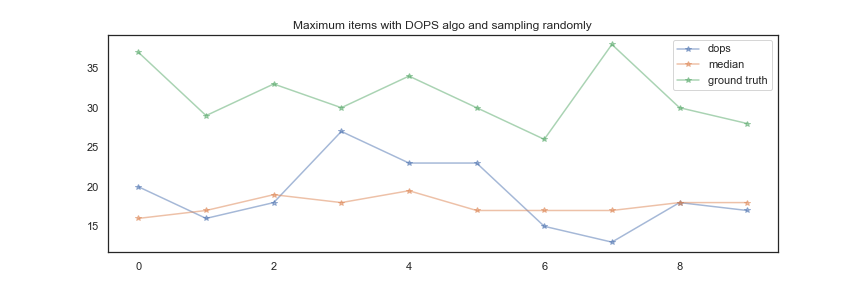 Maximum items with DOPS algo and sampling randomly
dops
median
ground truth
35
30
25
20
15
0 2 4 6 8